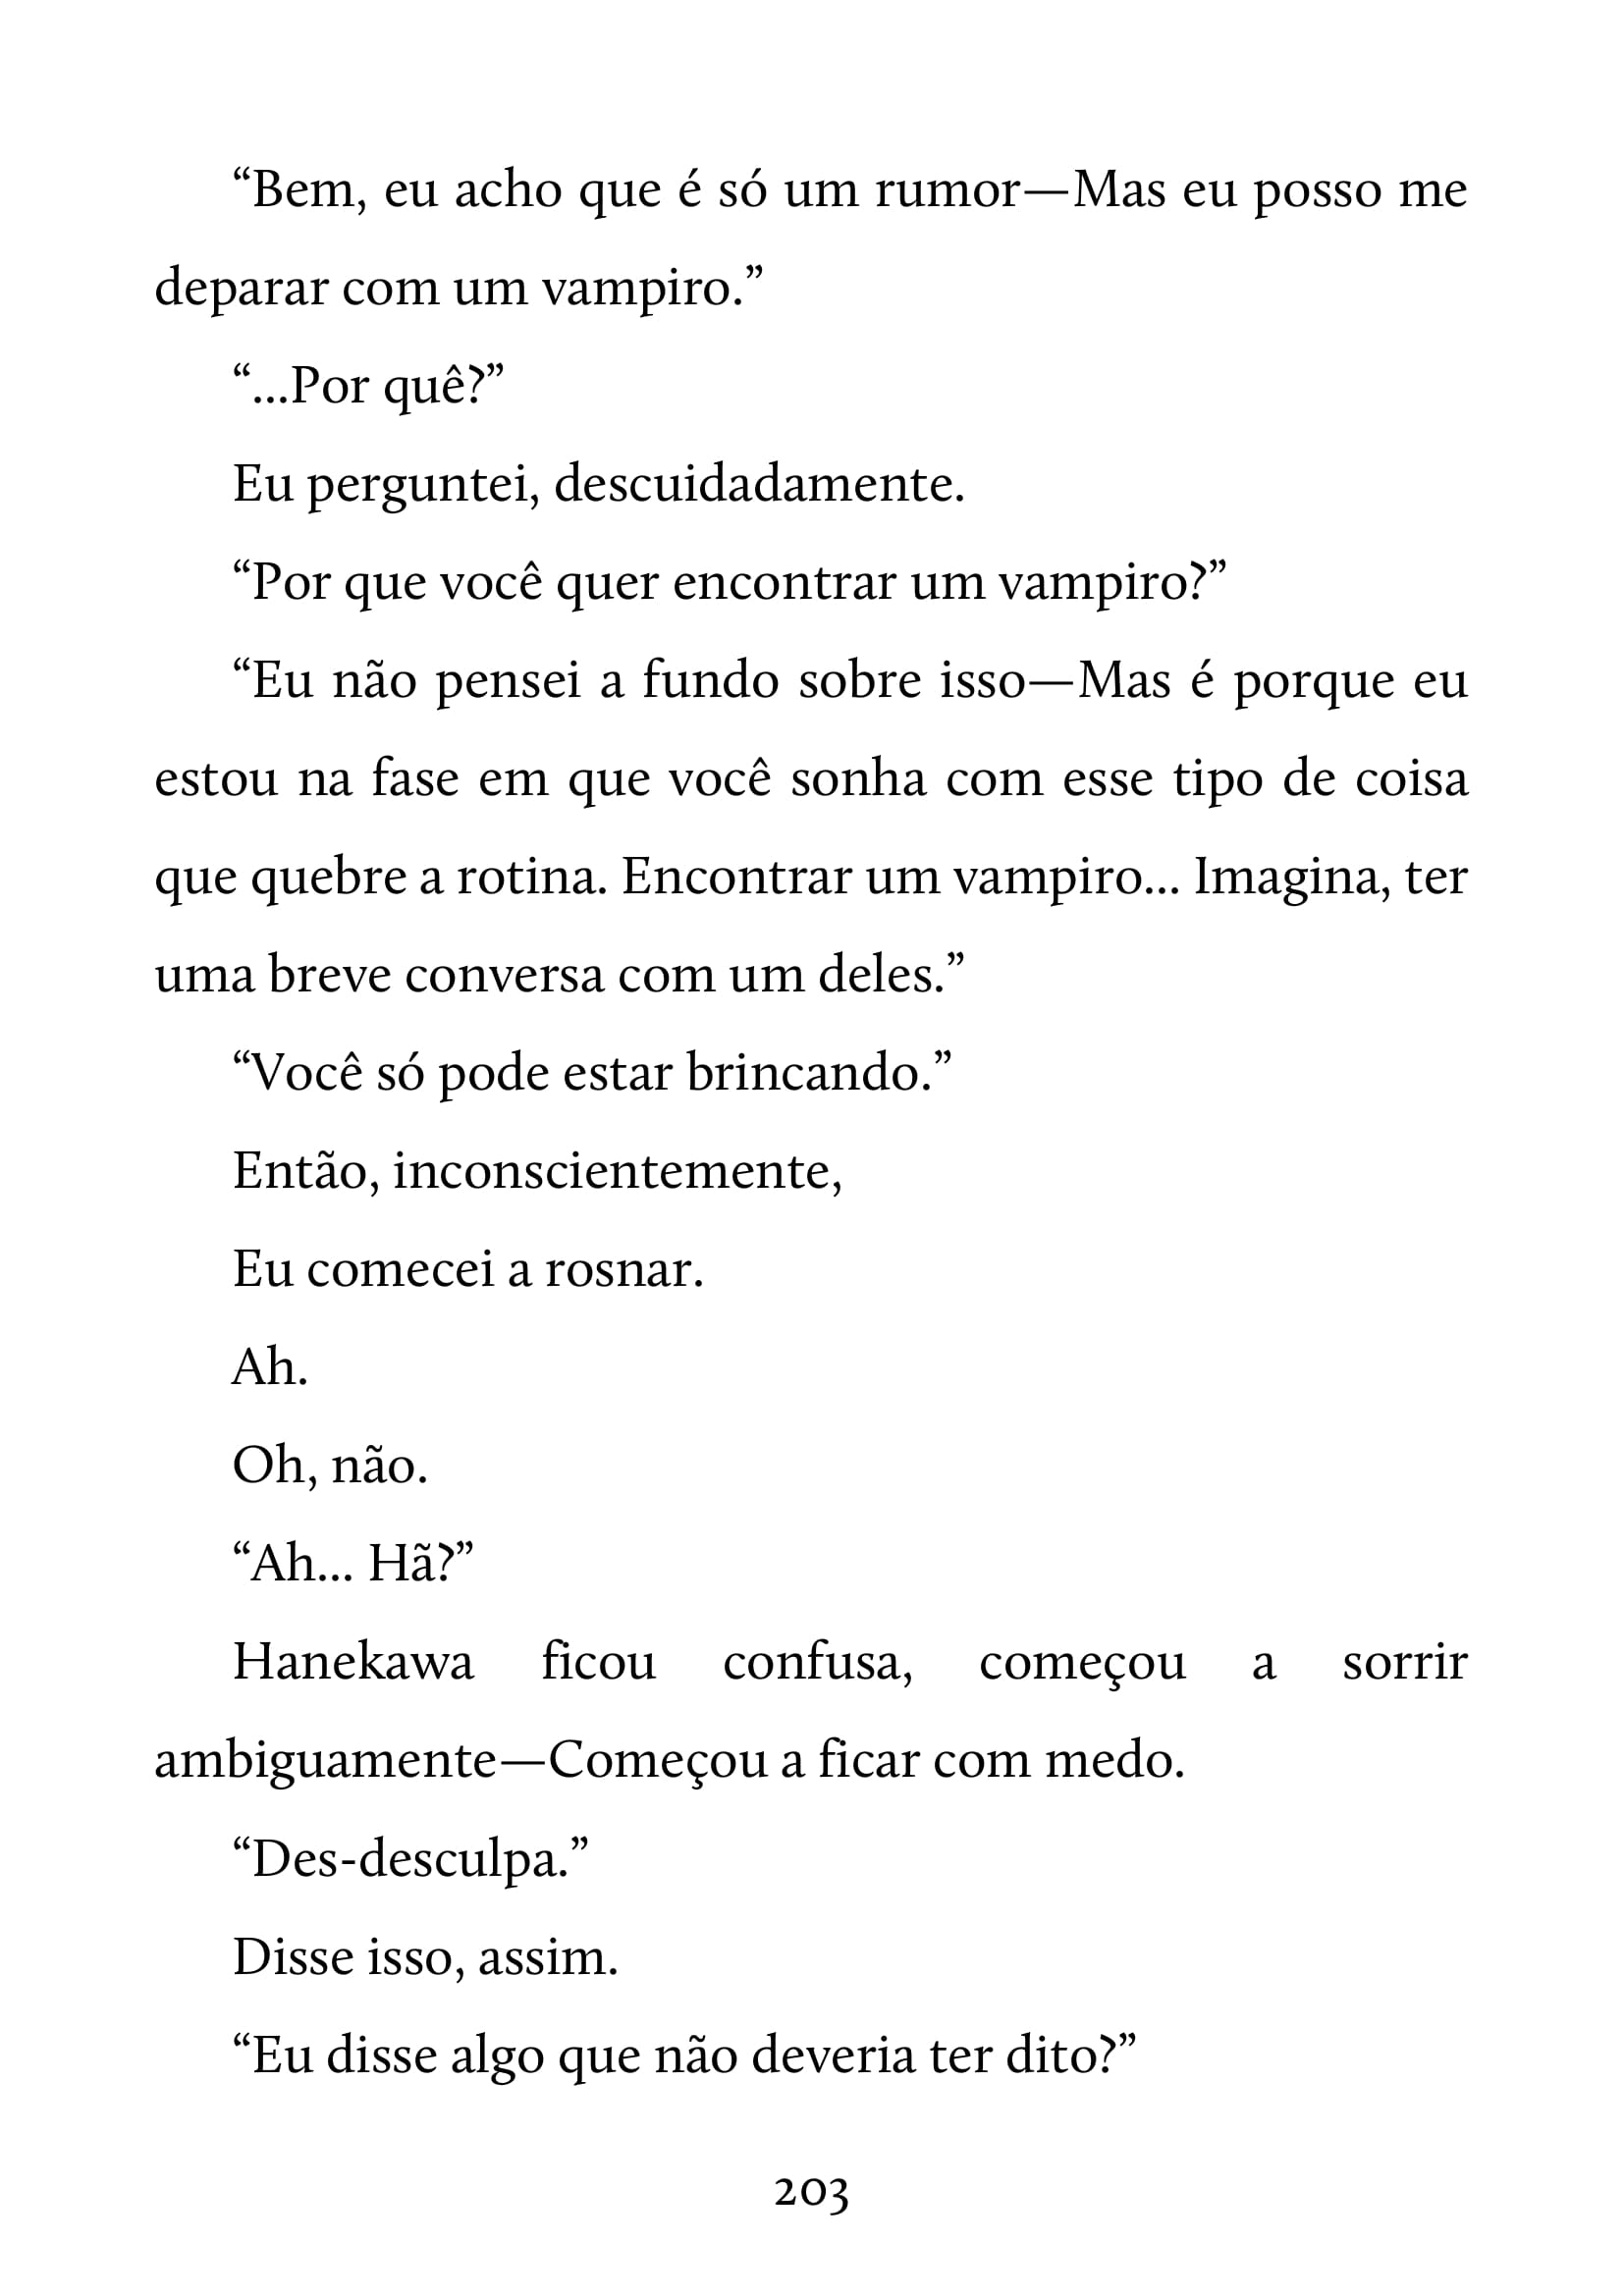 “Bem, eu acho que é só um rumor—Mas eu posso me
deparar com um vampiro.”
“...Por quê?”
Eu perguntei, descuidadamente.
“Por que você quer encontrar um vampiro?”
“Eu não pensei a fundo sobre isso—Mas é porque eu
estou na fase em que você sonha com esse tipo de coisa
que quebre a rotina. Encontrar um vampiro... Imagina, ter
uma breve conversa com um deles.”
“Você só pode estar brincando.”
Então, inconscientemente,
Eu comecei a rosnar.
Ah.
Oh, não.
“Ah... Hã?”
Hanekawa ficou confusa, começou a sorrir
ambiguamente—Começou a ficar com medo.
“Des-desculpa.”
Disse isso, assim.
“Eu disse algo que não deveria ter dito?”
203